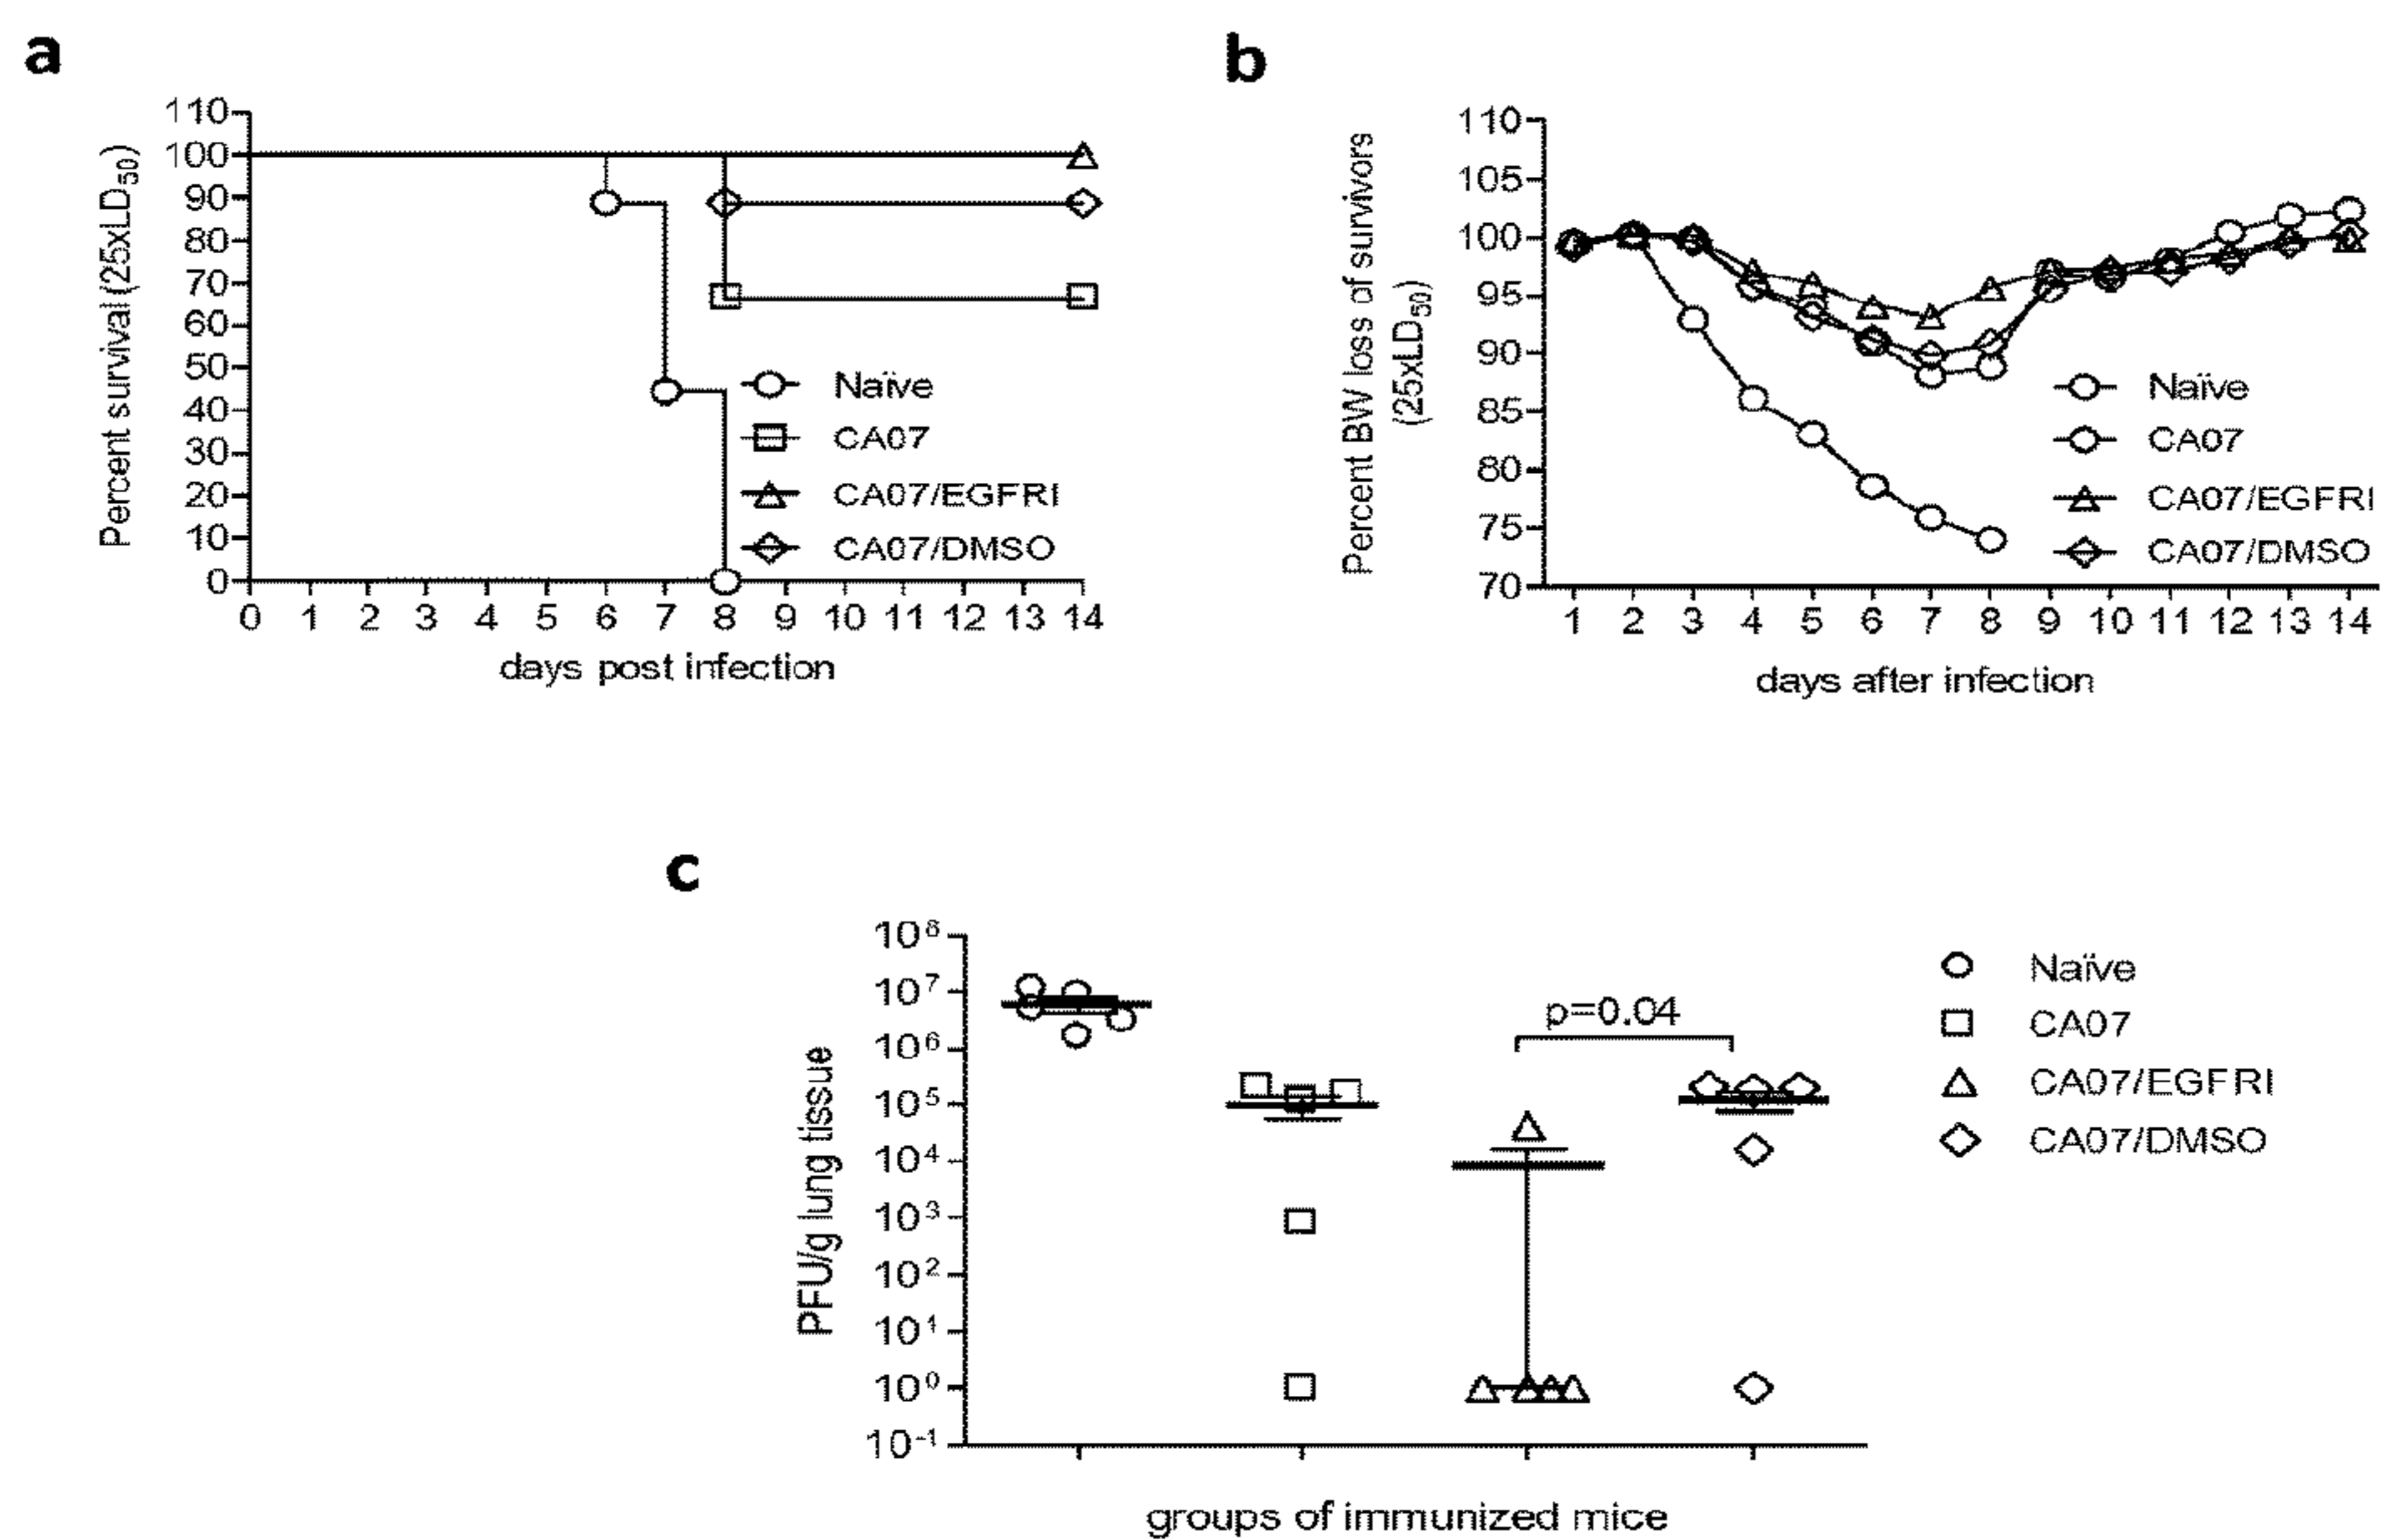 a
Percent survival (25xLD50)
110
100
90
80
70
60
50
40
30
20
10
0
0 1 2 3 4 5 6 7 8 9 10 11 12 13 14
days post infection
Naïve
CA07
CA07/EGFRI
CA07/DMSO
b
Percent BW loss of survivors
(25xLD50)
110
105
100
95
90
85
80
75
70
1 2 3 4 5 6 7 8 9 10 11 12 13 14
days after infection
Naïve
CA07
CA07/EGFRI
CA07/DMSO
c
PFU/g lung tissue
10⁸
10⁷
10⁶
10⁵
10⁴
10³
10²
10¹
10⁰
10⁻¹
p=0.04
groups of immunized mice
Naïve
CA07
CA07/EGFRI
CA07/DMSO